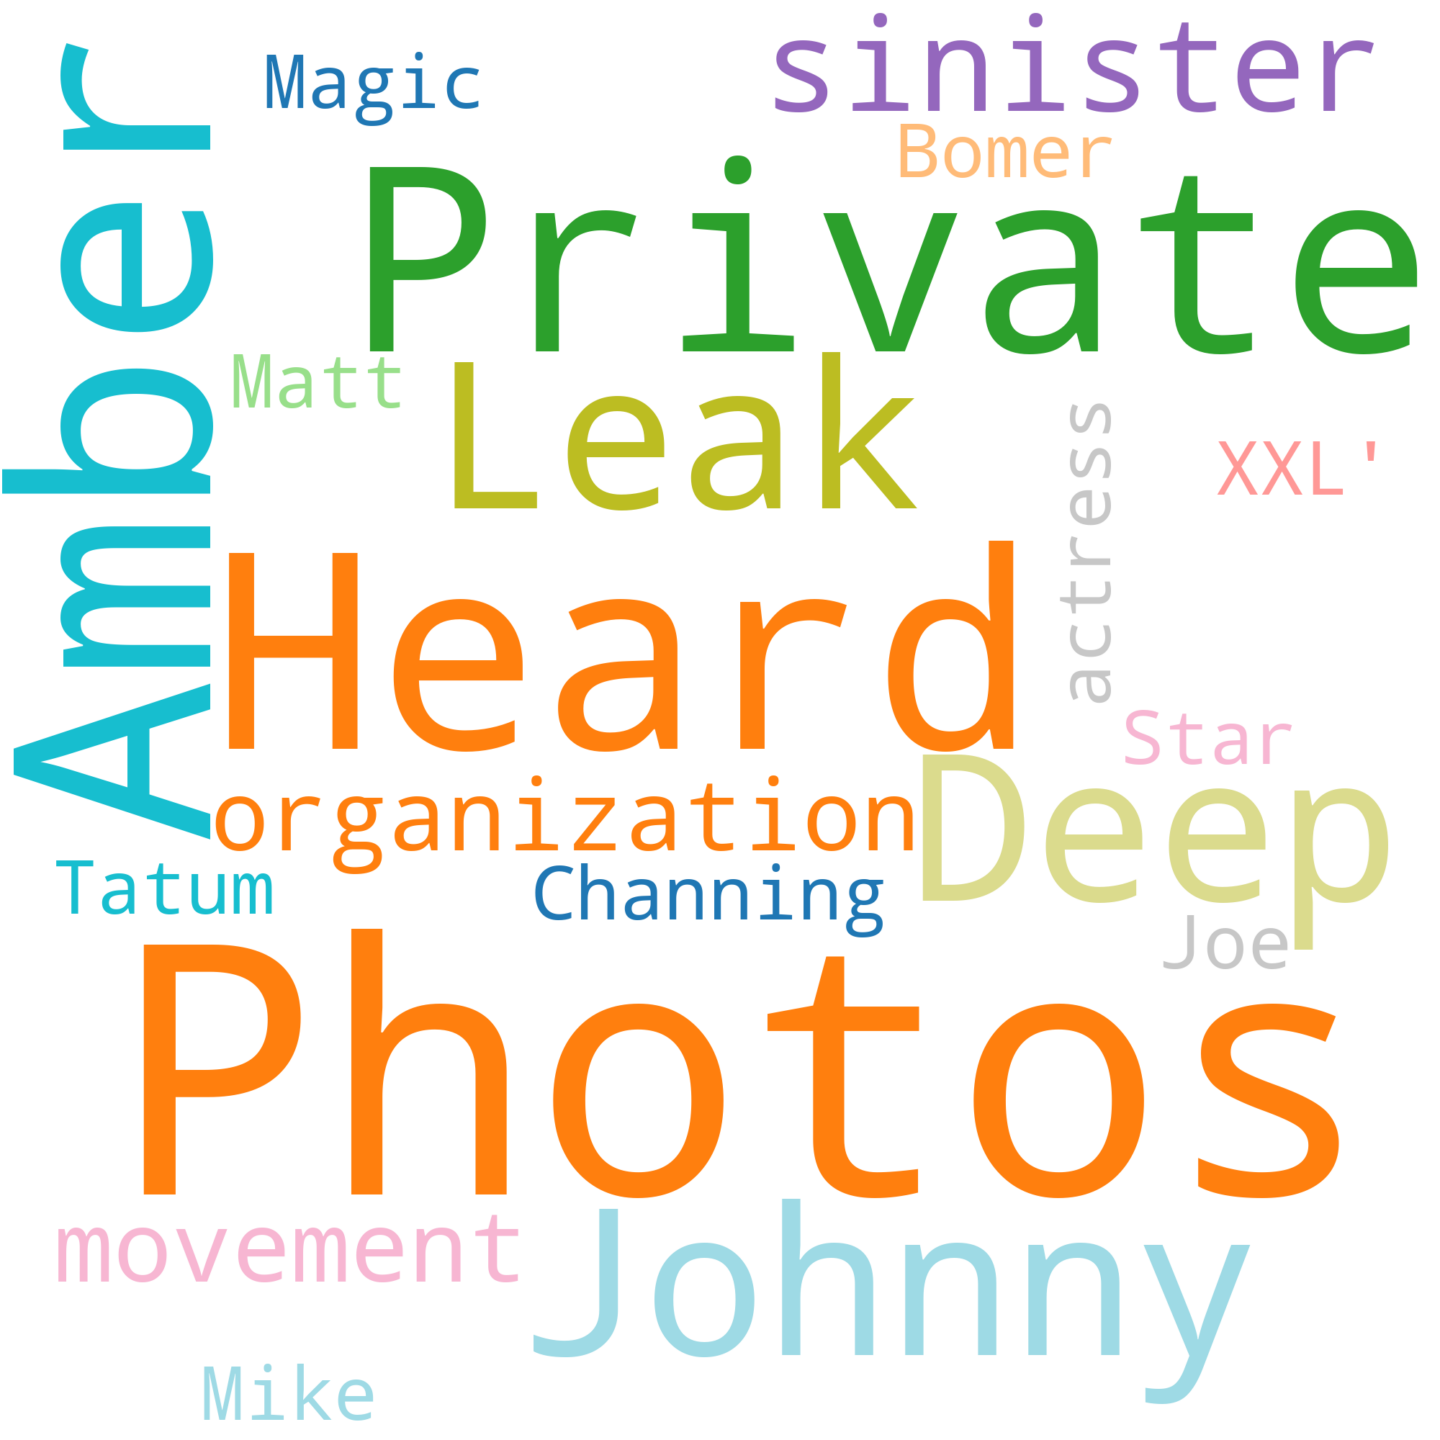 sinister
Magic
Bomer
Private
Amber
Matt
Leak
actress
XXL'
Heard
Star
organization
Deep
Tatum
Channing
Joe
Photos
movement
Johnny
Mike